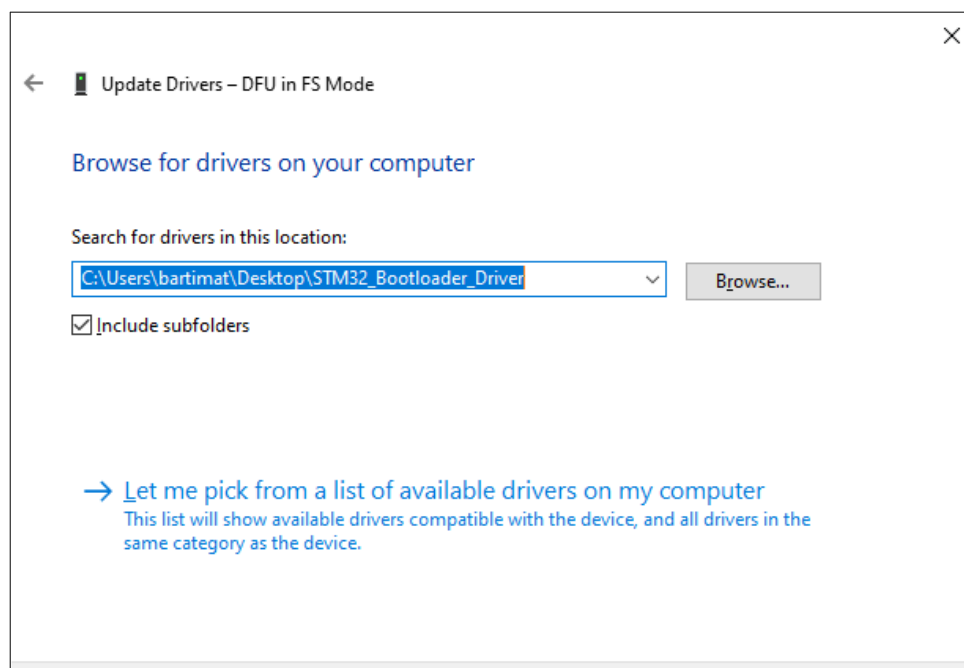 Update Drivers – DFU in FS Mode
Browse for drivers on your computer
Search for drivers in this location:
C:\Users\bartimat\Desktop\STM32_Bootloader_Driver
Browse...
Include subfolders
Let me pick from a list of available drivers on my computer
This list will show available drivers compatible with the device, and all drivers in the
same category as the device.